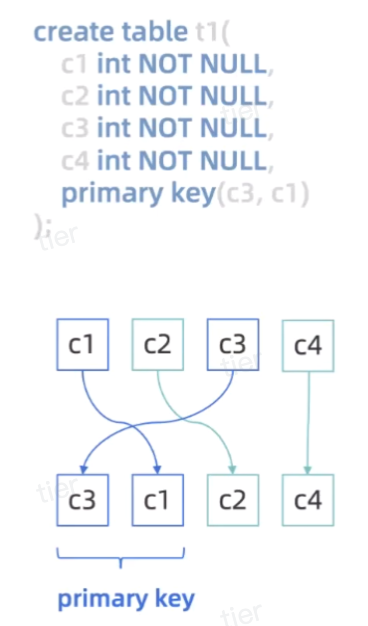 create table t1(
c1 int NOT NULL,
c2 int NOT NULL,
c3 int NOT NULL,
c4 int NOT NULL,
primary key(c3, c1)
);
tier
tier
c1 c2 c3 c4
tier
tier
c3 c1 c2 c4
primary key
tier